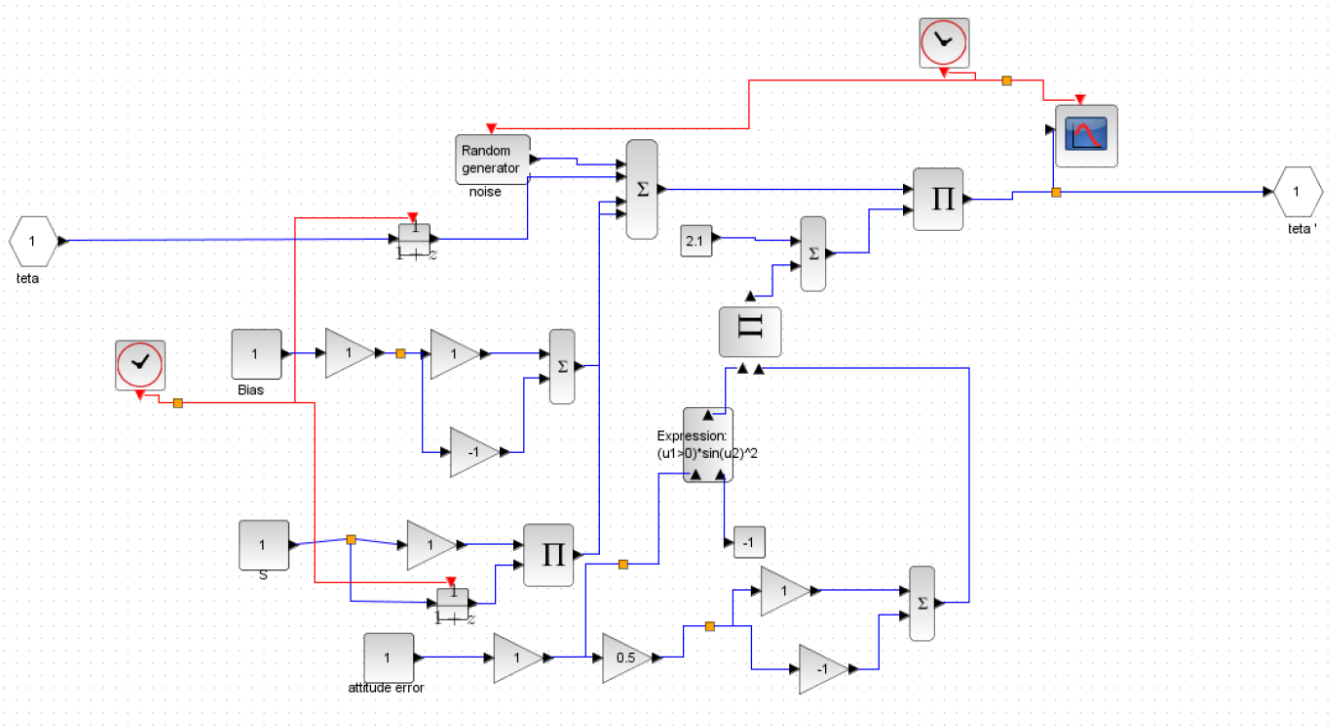 Random
generator
noise
Σ
Π
1
teta '
1
teta
1
1+z
2.1
Σ
Π
1
Bias
1
1
Σ
-1
Expression:
(u1>0)*sin(u2)^2
1
S
1
Π
-1
1
1+z
1
Σ
1
attitude error
1
0.5
-1